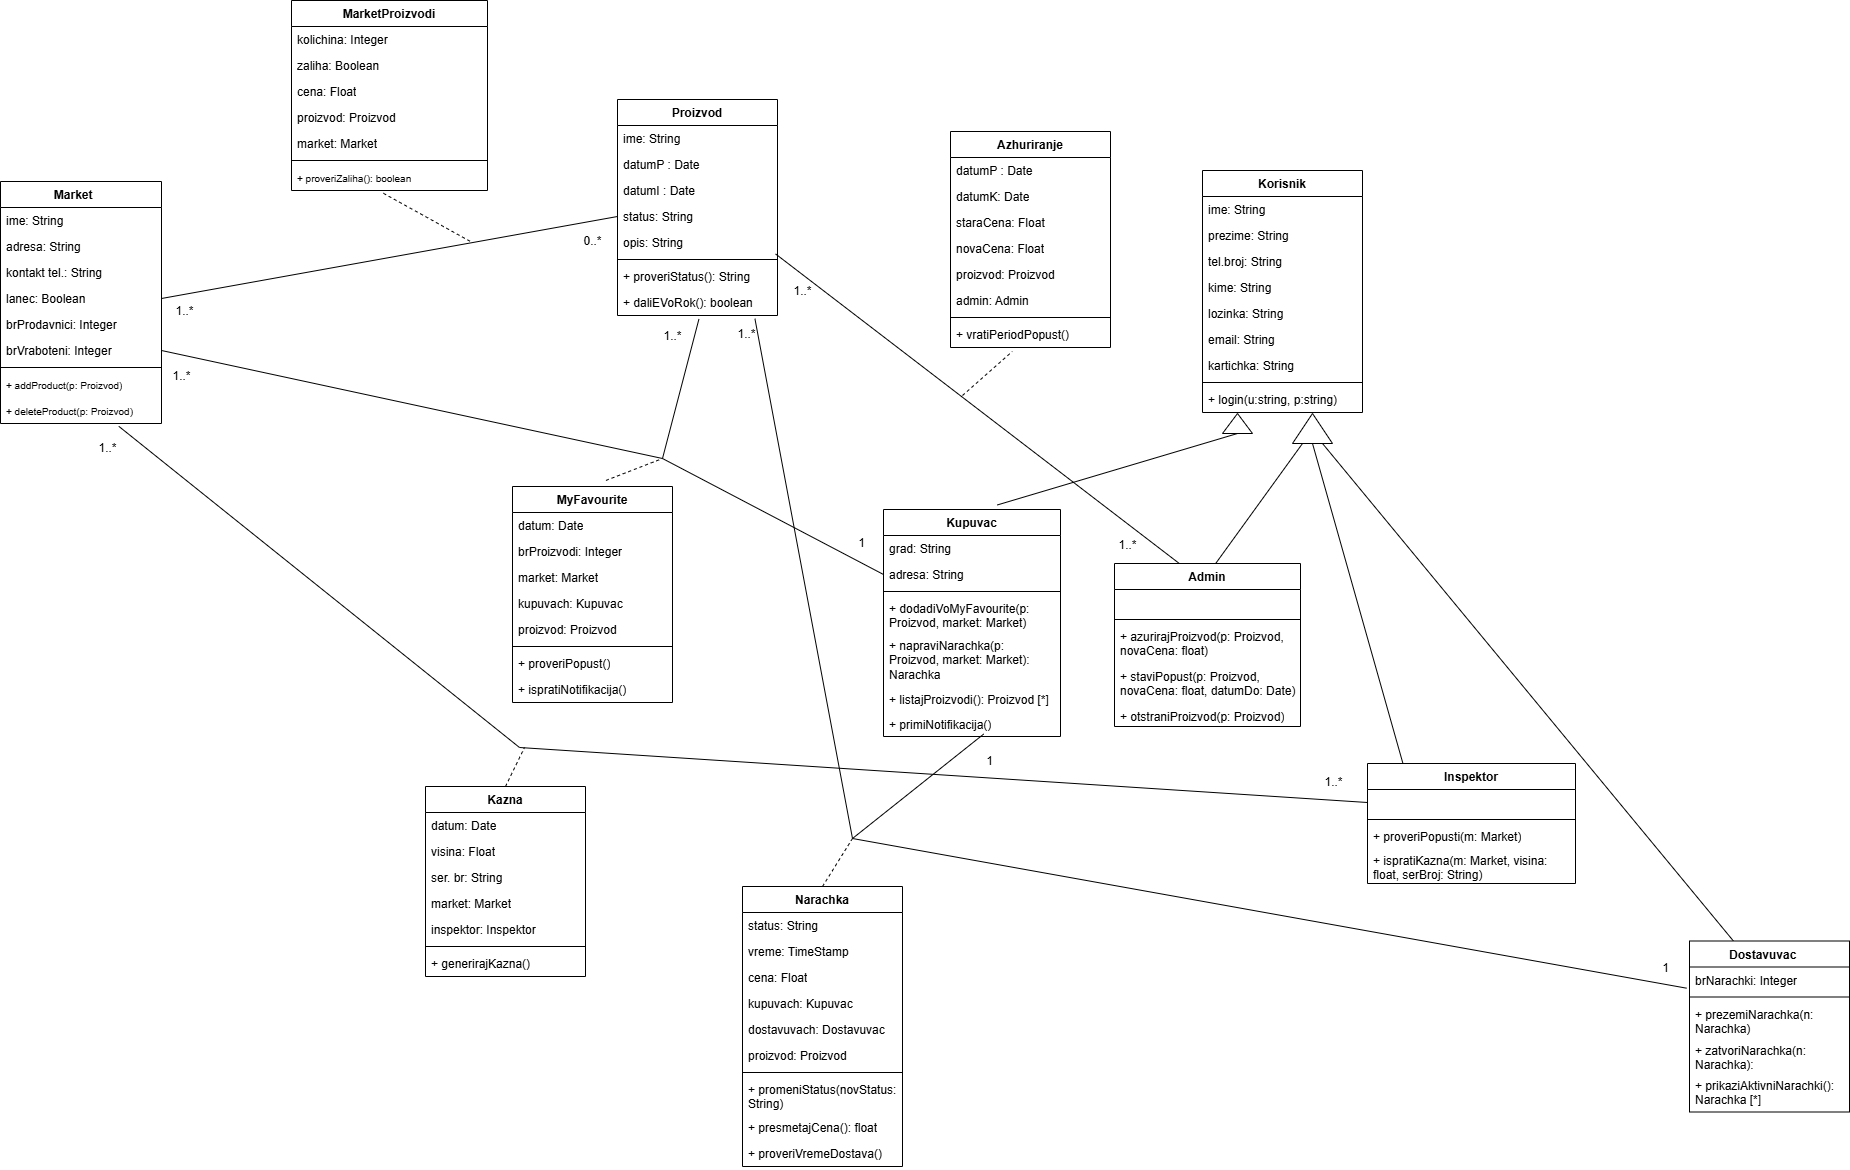 MarketProizvodi
kolichina: Integer
zaliha: Boolean
cena: Float
proizvod: Proizvod
market: Market
+ proveriZaliha(): boolean
Proizvod
ime: String
datumP : Date
datumI : Date
status: String
opis: String
+ proveriStatus(): String
+ daliEVoRok(): boolean
Azhuriranje
datumP : Date
datumK: Date
staraCena: Float
novaCena: Float
proizvod: Proizvod
admin: Admin
+ vratiPeriodPopust()
Korisnik
ime: String
prezime: String
tel.broj: String
kime: String
lozinka: String
email: String
kartichka: String
+ login(u:string, p:string)
Market
ime: String
adresa: String
kontakt tel.: String
lanec: Boolean
brProdavnici: Integer
brVraboteni: Integer
+ addProduct(p: Proizvod)
+ deleteProduct(p: Proizvod)
0..*
1..*
1..*
1..*
1..*
1..*
1..*
MyFavourite
datum: Date
brProizvodi: Integer
market: Market
kupuvach: Kupuvac
proizvod: Proizvod
+ proveriPopust()
+ ispratiNotifikacija()
1
Kupuvac
grad: String
adresa: String
+ dodadiVoMyFavourite(p:
Proizvod, market: Market)
+ napraviNarachka(p:
Proizvod, market: Market):
Narachka
+ listajProizvodi(): Proizvod [*]
+ primiNotifikacija()
1
1..*
Admin
+ azurirajProizvod(p: Proizvod,
novaCena: float)
+ staviPopust(p: Proizvod,
novaCena: float, datumDo: Date)
+ otstraniProizvod(p: Proizvod)
1..*
Inspektor
+ proveriPopusti(m: Market)
+ ispratiKazna(m: Market, visina:
float, serBroj: String)
Kazna
datum: Date
visina: Float
ser. br: String
market: Market
inspektor: Inspektor
+ generirajKazna()
Narachka
status: String
vreme: TimeStamp
cena: Float
kupuvach: Kupuvac
dostavuvach: Dostavuvac
proizvod: Proizvod
+ promeniStatus(novStatus:
String)
+ presmetajCena(): float
+ proveriVremeDostava()
1
Dostavuvac
brNarachki: Integer
+ prezemiNarachka(n:
Narachka)
+ zatvoriNarachka(n:
Narachka):
+ prikaziAktivniNarachki():
Narachka [*]